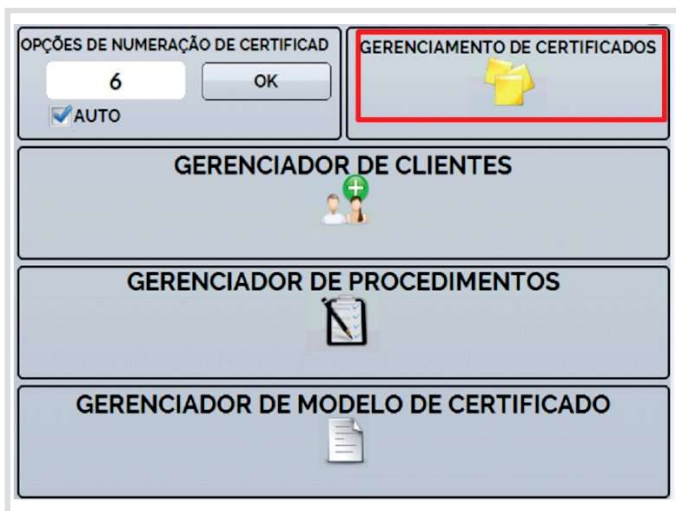 OPÇÕES DE NUMERAÇÃO DE CERTIFICAD
6
OK
AUTO
GERENCIAMENTO DE CERTIFICADOS
GERENCIADOR DE CLIENTES
GERENCIADOR DE PROCEDIMENTOS
GERENCIADOR DE MODELO DE CERTIFICADO